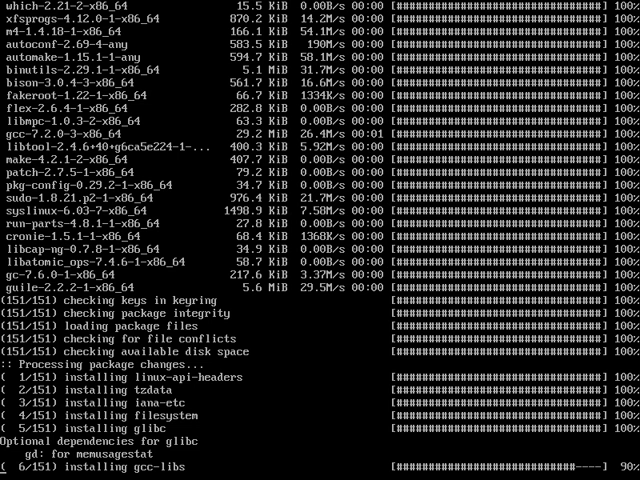 which-2.21-2-x86_64 15.5 KiB 0.00B/s 00:00 [######################] 100%
xfsprogs-4.12.0-1-x86_64 870.2 KiB 14.2M/s 00:00 [######################] 100%
m4-1.4.18-1-x86_64 166.1 KiB 54.1M/s 00:00 [######################] 100%
autoconf-2.69-4-any 583.5 KiB 190M/s 00:00 [######################] 100%
automake-1.15.1-1-any 594.7 KiB 58.1M/s 00:00 [######################] 100%
binutils-2.29.1-1-x86_64 5.1 MiB 31.7M/s 00:00 [######################] 100%
bison-3.0.4-3-x86_64 561.7 KiB 16.6M/s 00:00 [######################] 100%
fakeroot-1.22-1-x86_64 66.7 KiB 1334K/s 00:00 [######################] 100%
flex-2.6.4-1-x86_64 282.8 KiB 0.00B/s 00:00 [######################] 100%
libmpc-1.0.3-2-x86_64 63.3 KiB 0.00B/s 00:00 [######################] 100%
gcc-7.2.0-3-x86_64 29.2 MiB 26.4M/s 00:01 [######################] 100%
libtool-2.4.6+40+g6ca5e224-1-... 400.3 KiB 5.92M/s 00:00 [######################] 100%
make-4.2.1-2-x86_64 407.7 KiB 0.00B/s 00:00 [######################] 100%
patch-2.7.5-1-x86_64 79.2 KiB 0.00B/s 00:00 [######################] 100%
pkg-config-0.29.2-1-x86_64 34.7 KiB 0.00B/s 00:00 [######################] 100%
sudo-1.8.21.p2-1-x86_64 976.4 KiB 21.7M/s 00:00 [######################] 100%
syslinux-6.03-7-x86_64 1498.9 KiB 7.58M/s 00:00 [######################] 100%
run-parts-4.8.1-1-x86_64 27.8 KiB 0.00B/s 00:00 [######################] 100%
cronie-1.5.1-1-x86_64 68.4 KiB 1368K/s 00:00 [######################] 100%
libcap-ng-0.7.8-1-x86_64 34.9 KiB 0.00B/s 00:00 [######################] 100%
libatomic_ops-7.4.6-1-x86_64 58.7 KiB 0.00B/s 00:00 [######################] 100%
gc-7.6.0-1-x86_64 217.6 KiB 3.37M/s 00:00 [######################] 100%
guile-2.2.2-1-x86_64 5.6 MiB 29.5M/s 00:00 [######################] 100%
(151/151) checking keys in keyring [######################] 100%
(151/151) checking package integrity [######################] 100%
(151/151) loading package files [######################] 100%
(151/151) checking for file conflicts [######################] 100%
(151/151) checking available disk space [######################] 100%
:: Processing package changes...
( 1/151) installing linux-api-headers [######################] 100%
( 2/151) installing tzdata [######################] 100%
( 3/151) installing iana-etc [######################] 100%
( 4/151) installing filesystem [######################] 100%
( 5/151) installing glibc [######################] 100%
Optional dependencies for glibc
gd: for memusagestat
( 6/151) installing gcc-libs [###################----] 90%